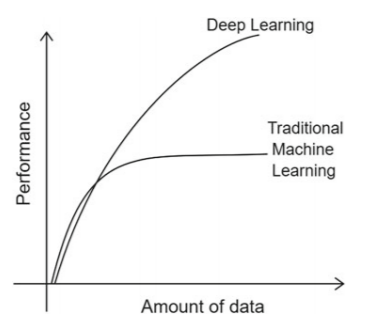 Deep Learning
Traditional
Machine
Learning
Performance
Amount of data